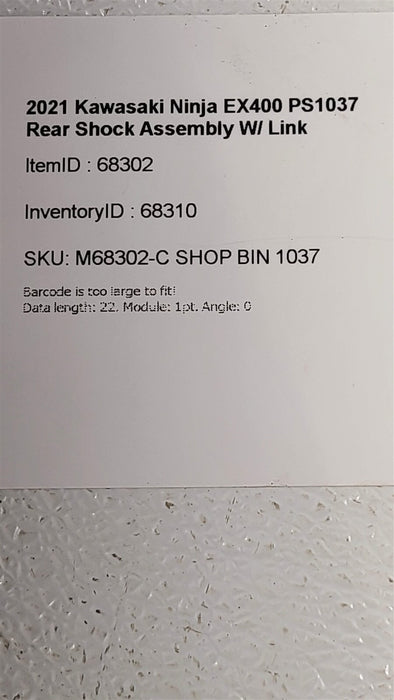 2021 Kawasaki Ninja EX400 PS1037
Rear Shock Assembly W/ Link
ItemID : 68302
InventoryID : 68310
SKU: M68302-C SHOP BIN 1037
Barcode is too large to fit!
Data length: 22, Module: 1pt, Angle: 0